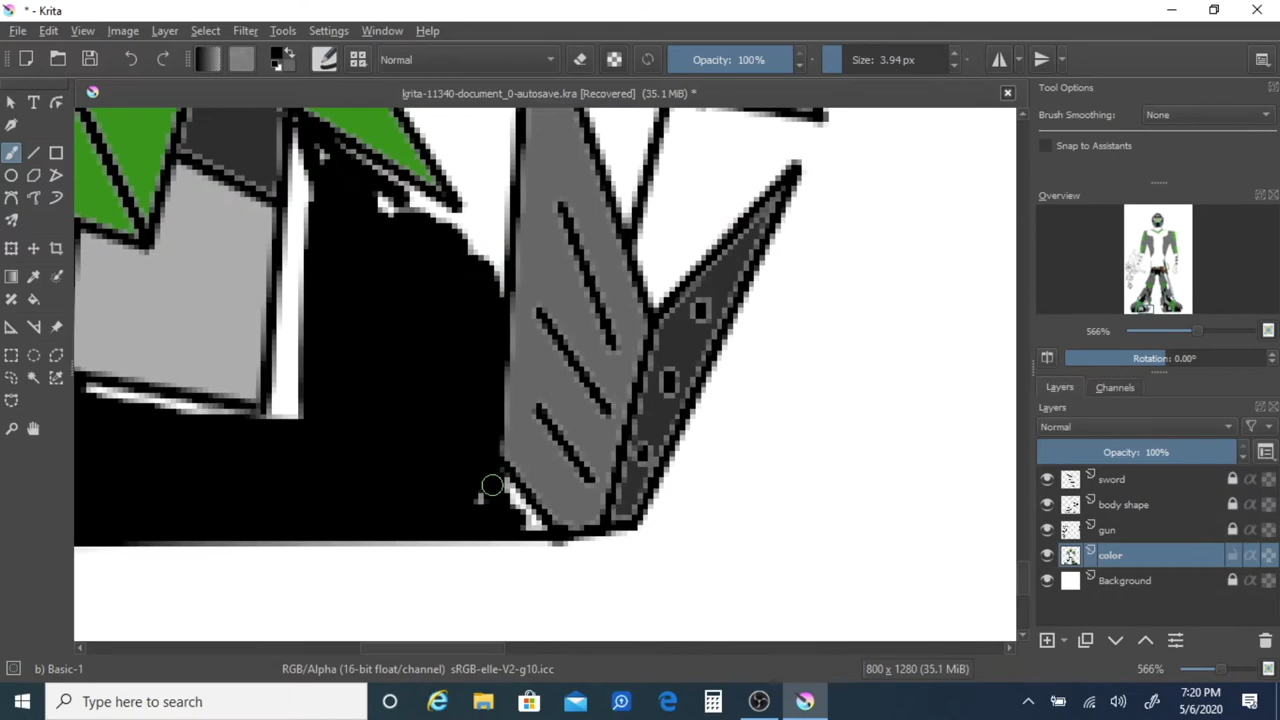 * - Krita
File Edit View Image Layer Select Filter Tools Settings Window Help
Normal
Opacity: 100%
Size: 3.94 px
krita-11340-document_0-autosave.kra [Recovered] (35.1 MiB) *
Tool Options
Brush Smoothing: None
Snap to Assistants
Overview
566%
Rotation: 0.00°
Layers Channels
Layers
Normal
Opacity: 100%
sword
body shape
gun
color
Background
b) Basic-1
RGB/Alpha (16-bit float/channel) sRGB-elle-V2-g10.icc
800 x 1280 (35.1 MiB)
566%
Type here to search
7:20 PM
5/6/2020